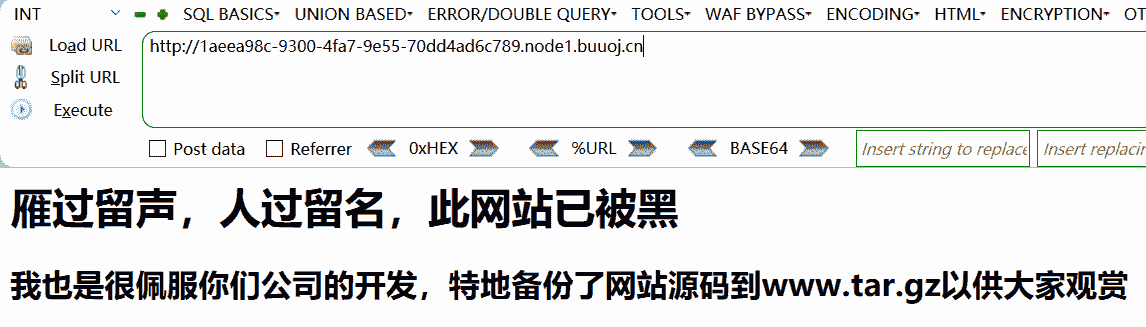 INT SQL BASICS UNION BASED ERROR/DOUBLE QUERY TOOLS WAF BYPASS ENCODING HTML ENCRYPTION OT
Load URL http://1aeea98c-9300-4fa7-9e55-70dd4ad6c789.node1.buuoj.cn
Split URL
Execute
Post data Referrer 0xHEX %URL BASE64 Insert string to replace Insert replacin
雁过留声，人过留名，此网站已被黑
我也是很佩服你们公司的开发，特地备份了网站源码到www.tar.gz以供大家观赏